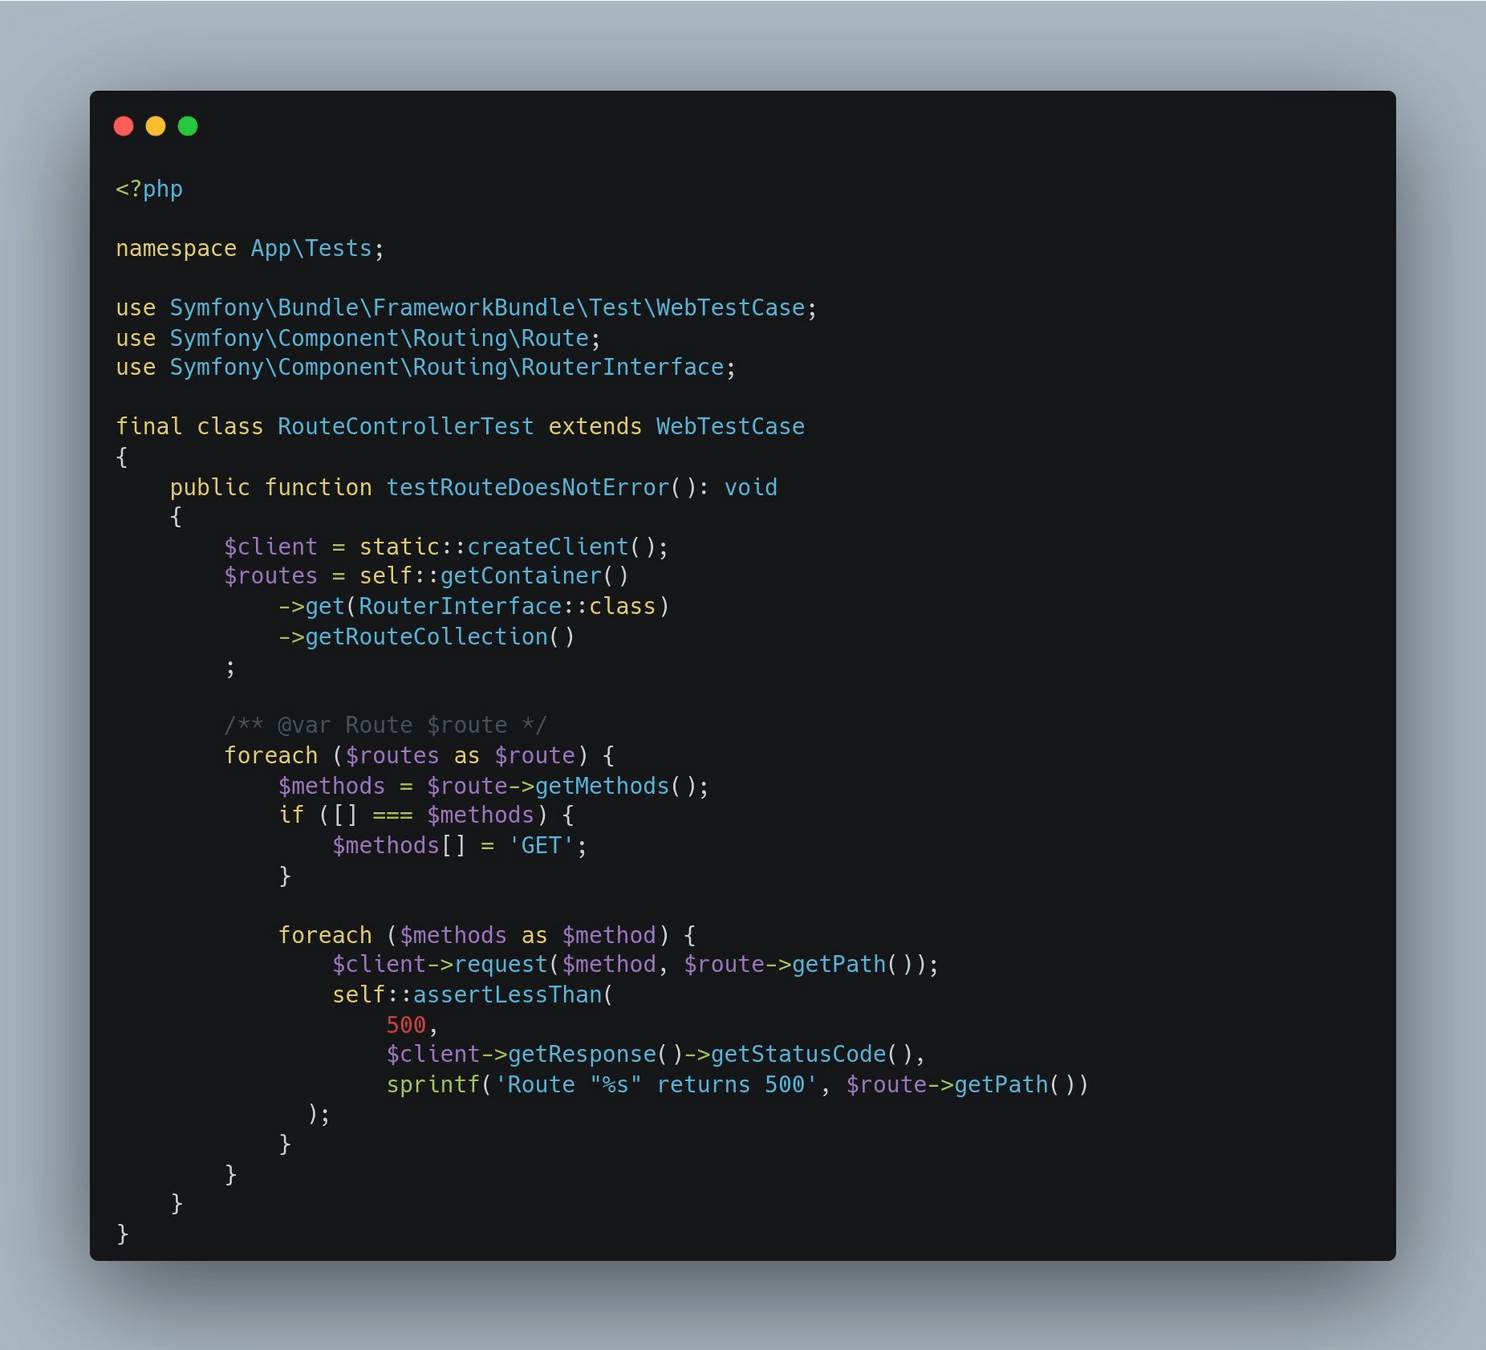 <?php

namespace App\Tests;

use Symfony\Bundle\FrameworkBundle\Test\WebTestCase;
use Symfony\Component\Routing\Route;
use Symfony\Component\Routing\RouterInterface;

final class RouteControllerTest extends WebTestCase
{
    public function testRouteDoesNotError(): void
    {
        $client = static::createClient();
        $routes = self::getContainer()
            ->get(RouterInterface::class)
            ->getRouteCollection()
        ;

        /** @var Route $route */
        foreach ($routes as $route) {
            $methods = $route->getMethods();
            if ([] === $methods) {
                $methods[] = 'GET';
            }

            foreach ($methods as $method) {
                $client->request($method, $route->getPath());
                self::assertLessThan(
                    500,
                    $client->getResponse()->getStatusCode(),
                    sprintf('Route "%s" returns 500', $route->getPath())
              );
            }
        }
    }
}